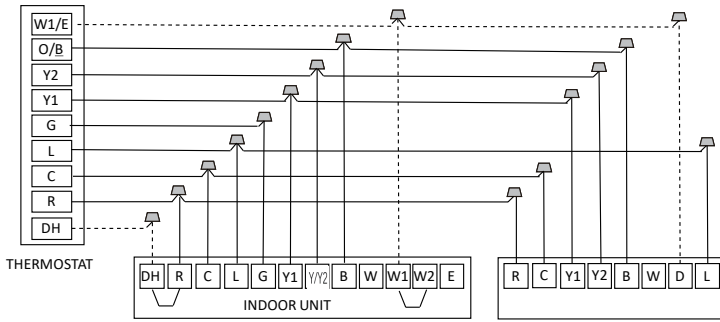 W1/E
O/B
Y2
Y1
G
L
C
R
DH
THERMOSTAT
DH R C L G Y1 Y/Y2 B W W1 W2 E
INDOOR UNIT
R C Y1 Y2 B W D L